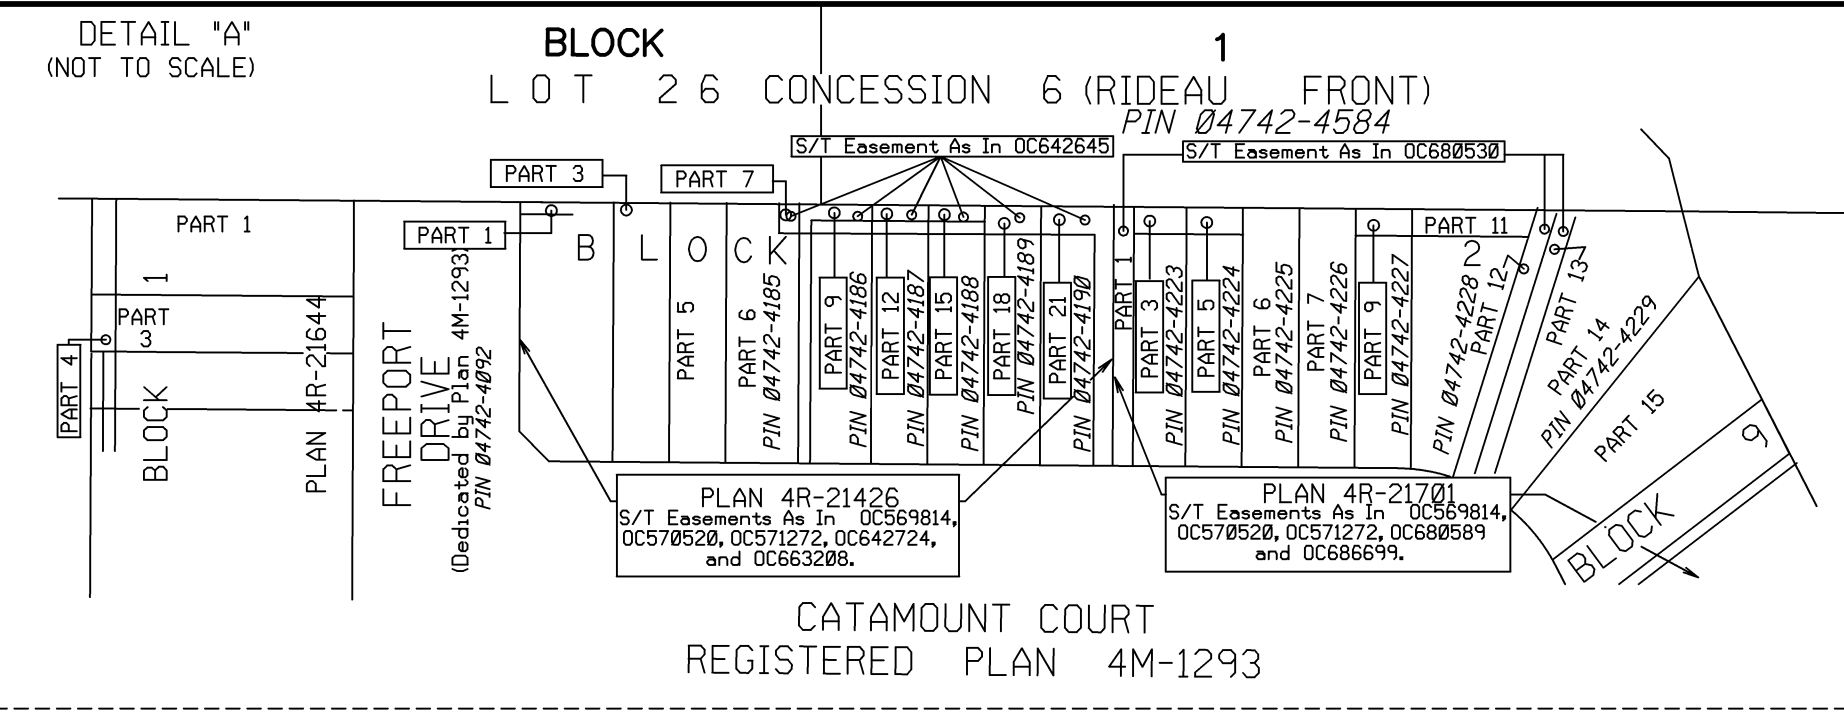 DETAIL "A"
(NOT TO SCALE)
BLOCK 1
LOT 26 CONCESSION 6 (RIDEAU FRONT)
PIN Ø4742-4584
S/T Easement As In OC642645
S/T Easement As In OC68Ø53Ø
PART 3
PART 7
PART 1
PART 1
PART 11
BLOCK 2
PART 3
PART 4
BLOCK 1
PLAN 4R-21644
FREEPORT
DRIVE
(Dedicated by Plan 4M-1293)
PIN Ø4742-4Ø92
PART 5
PART 6
PIN Ø4742-4185
PART 9
PIN Ø4742-4186
PART 12
PIN Ø4742-4187
PART 15
PIN Ø4742-4188
PART 18
PIN Ø4742-4189
PART 21
PIN Ø4742-419Ø
PART 1
PART 3
PIN Ø4742-4223
PART 5
PIN Ø4742-4224
PART 6
PIN Ø4742-4225
PART 7
PIN Ø4742-4226
PART 9
PIN Ø4742-4227
PIN Ø4742-4228
PART 12
PART 13
PART 14
PIN Ø4742-4229
PART 15
BLOCK 9
PLAN 4R-21426
S/T Easements As In OC569814,
OC57Ø52Ø, OC571272, OC642724,
and OC6632Ø8.
PLAN 4R-217Ø1
S/T Easements As In OC569814,
OC57Ø52Ø, OC571272, OC68Ø589
and OC686699.
CATAMOUNT COURT
REGISTERED PLAN 4M-1293